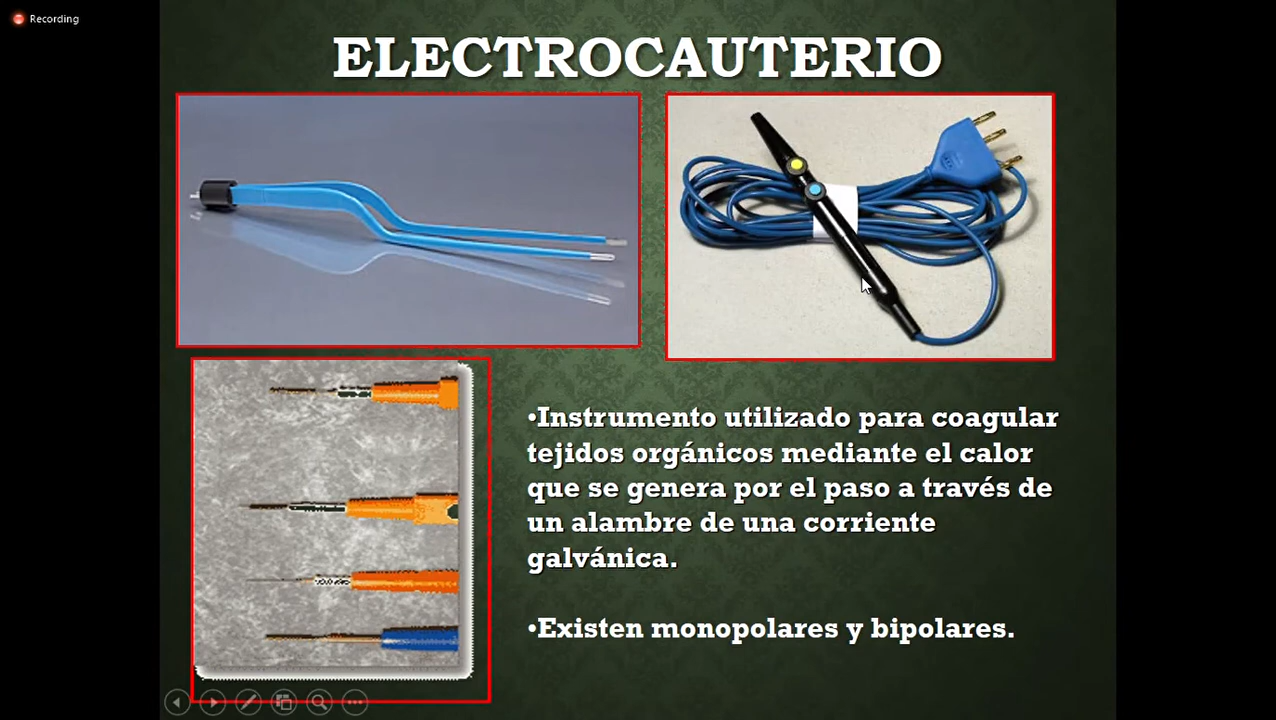 Recording
ELECTROCAUTERIO
•Instrumento utilizado para coagular
tejidos orgánicos mediante el calor
que se genera por el paso a través de
un alambre de una corriente
galvánica.
•Existen monopolares y bipolares.